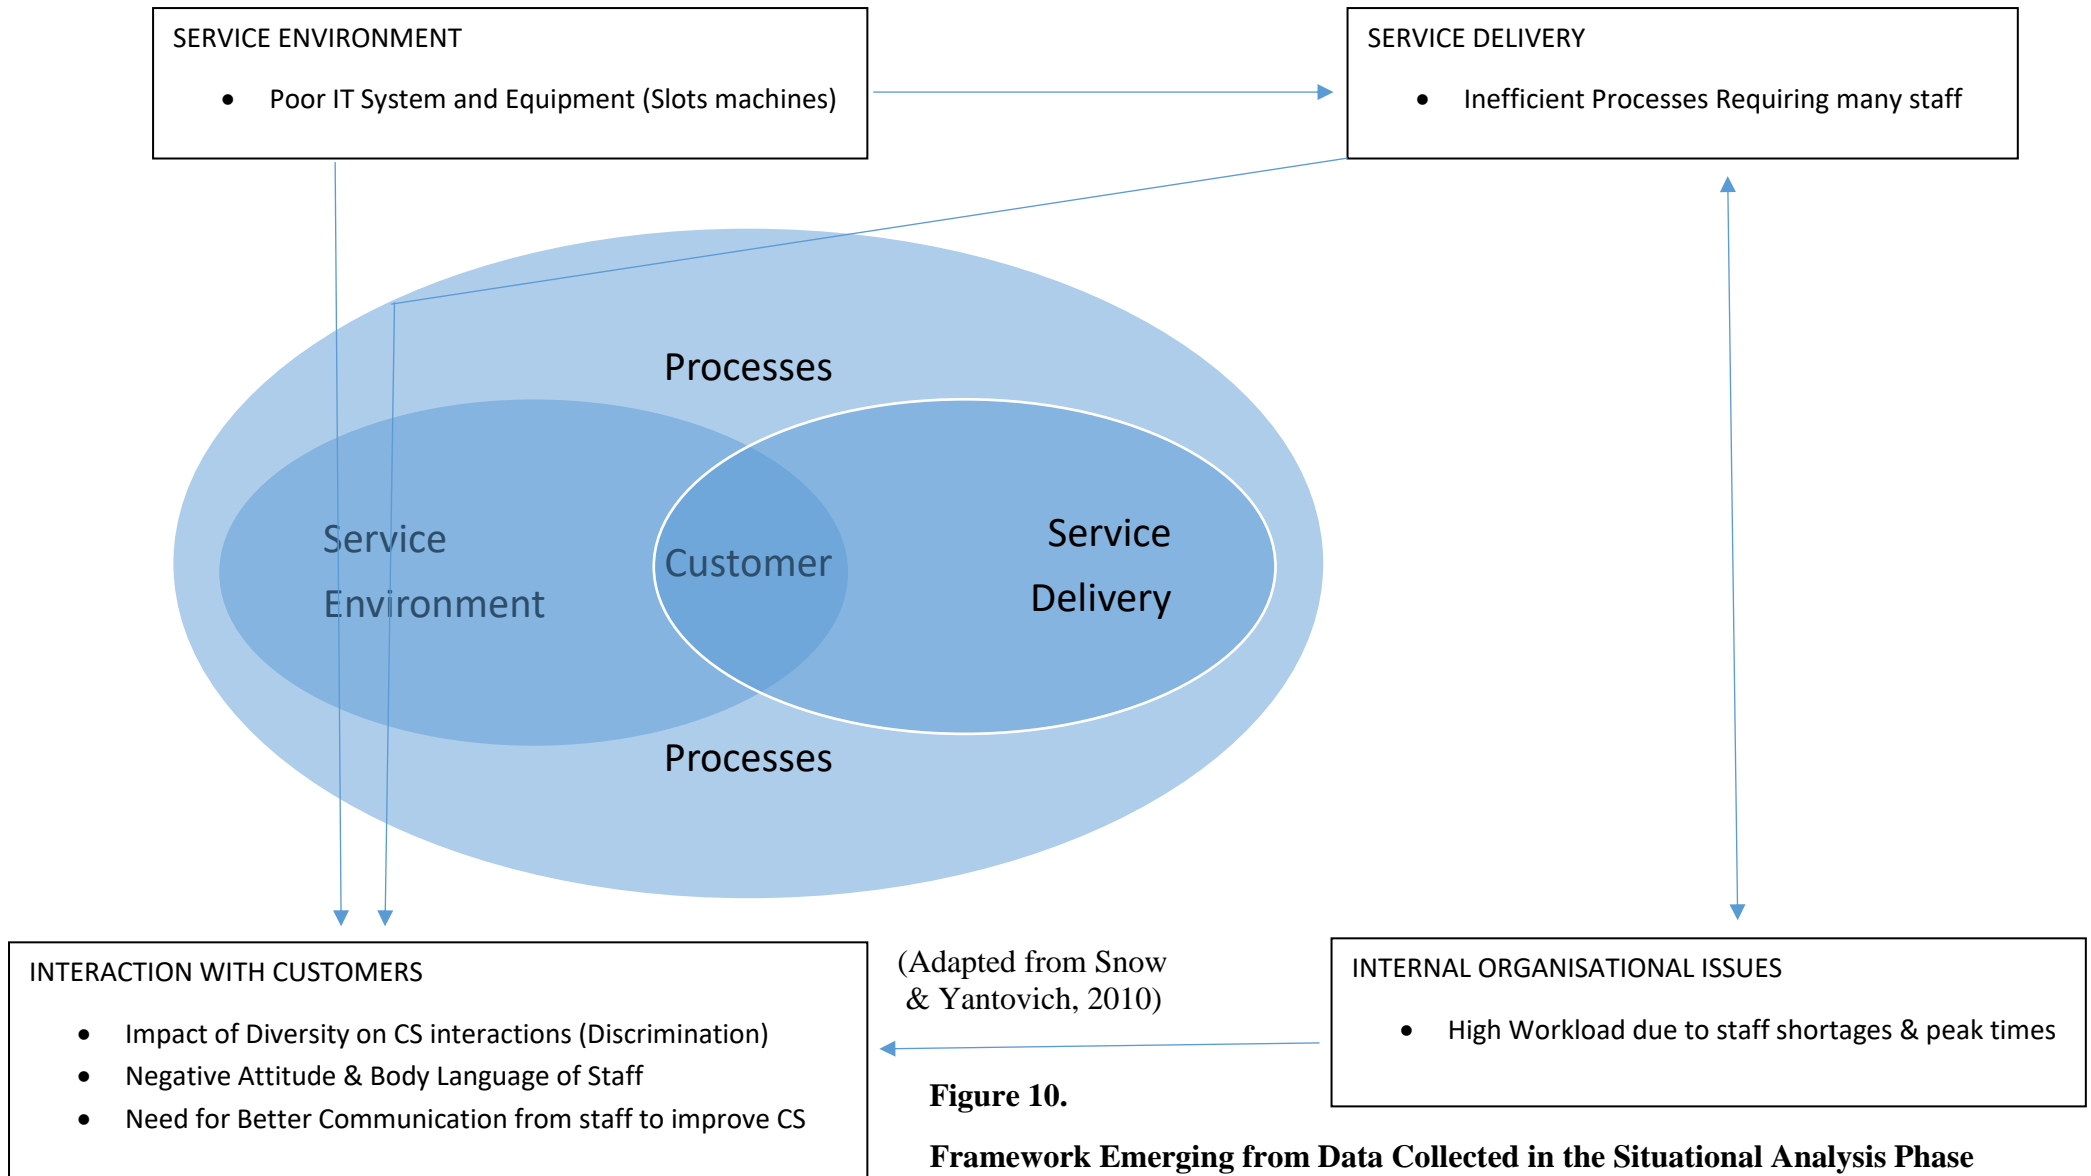 SERVICE ENVIRONMENT
• Poor IT System and Equipment (Slots machines)
SERVICE DELIVERY
• Inefficient Processes Requiring many staff
Processes
Service
Environment
Customer
Service
Delivery
Processes
INTERACTION WITH CUSTOMERS
• Impact of Diversity on CS interactions (Discrimination)
• Negative Attitude & Body Language of Staff
• Need for Better Communication from staff to improve CS
(Adapted from Snow
& Yantovich, 2010)
INTERNAL ORGANISATIONAL ISSUES
• High Workload due to staff shortages & peak times
Figure 10.
Framework Emerging from Data Collected in the Situational Analysis Phase